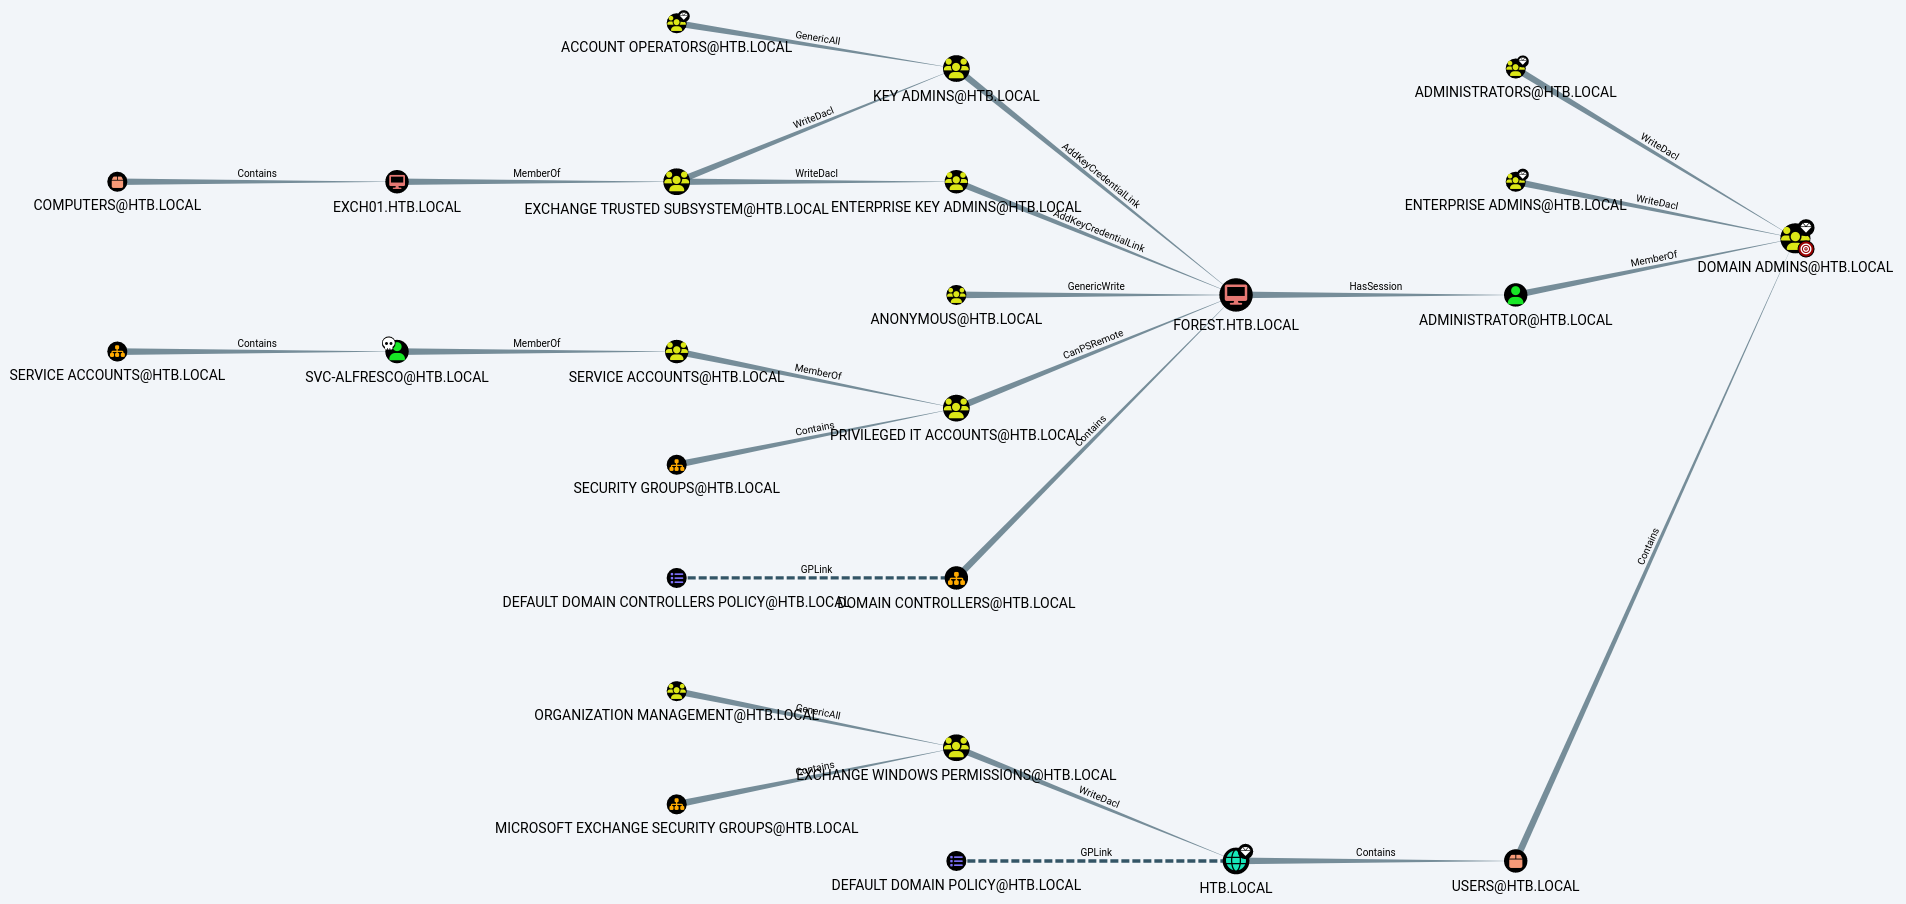 GenericAll
ACCOUNT OPERATORS@HTB.LOCAL
KEY ADMINS@HTB.LOCAL
ADMINISTRATORS@HTB.LOCAL
WriteDacl
AddKeyCredentialLink
WriteDacl
Contains
MemberOf
WriteDacl
COMPUTERS@HTB.LOCAL
EXCH01.HTB.LOCAL
EXCHANGE TRUSTED SUBSYSTEM@HTB.LOCAL
ENTERPRISE KEY ADMINS@HTB.LOCAL
ENTERPRISE ADMINS@HTB.LOCAL
WriteDacl
AddKeyCredentialLink
MemberOf
DOMAIN ADMINS@HTB.LOCAL
GenericWrite
HasSession
ANONYMOUS@HTB.LOCAL
FOREST.HTB.LOCAL
ADMINISTRATOR@HTB.LOCAL
Contains
MemberOf
CanPSRemote
SERVICE ACCOUNTS@HTB.LOCAL
SVC-ALFRESCO@HTB.LOCAL
SERVICE ACCOUNTS@HTB.LOCAL
MemberOf
Contains
PRIVILEGED IT ACCOUNTS@HTB.LOCAL
Contains
SECURITY GROUPS@HTB.LOCAL
Contains
GPLink
DEFAULT DOMAIN CONTROLLERS POLICY@HTB.LOCAL
DOMAIN CONTROLLERS@HTB.LOCAL
ORGANIZATION MANAGEMENT@HTB.LOCAL
GenericAll
Contains
EXCHANGE WINDOWS PERMISSIONS@HTB.LOCAL
WriteDacl
MICROSOFT EXCHANGE SECURITY GROUPS@HTB.LOCAL
GPLink
Contains
DEFAULT DOMAIN POLICY@HTB.LOCAL
HTB.LOCAL
USERS@HTB.LOCAL